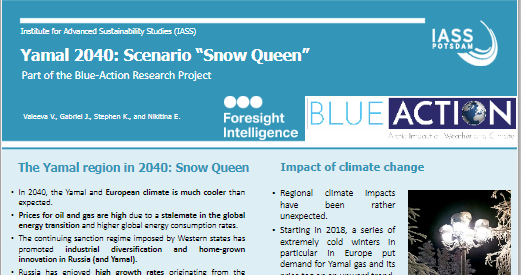 Institute for Advanced Sustainability Studies (IASS)
Yamal 2040: Scenario “Snow Queen”
Part of the Blue-Action Research Project
IASS
POTSDAM
Valeeva V., Gabriel J., Stephen K., and Nikitina E.
Foresight
Intelligence
BLUE ACTION
Arctic Impact on Weather and Climate
The Yamal region in 2040: Snow Queen
• In 2040, the Yamal and European climate is much cooler than
expected.
• Prices for oil and gas are high due to a stalemate in the global
energy transition and higher global energy consumption rates.
• The continuing sanction regime imposed by Western states has
promoted industrial diversification and home-grown
innovation in Russia (and Yamal).
• Russia has enjoyed high growth rates originating from the
Impact of climate change
• Regional climate impacts
have been rather
unexpected.
• Starting in 2018, a series of
extremely cold winters in
particular in Europe put
demand for Yamal gas and its